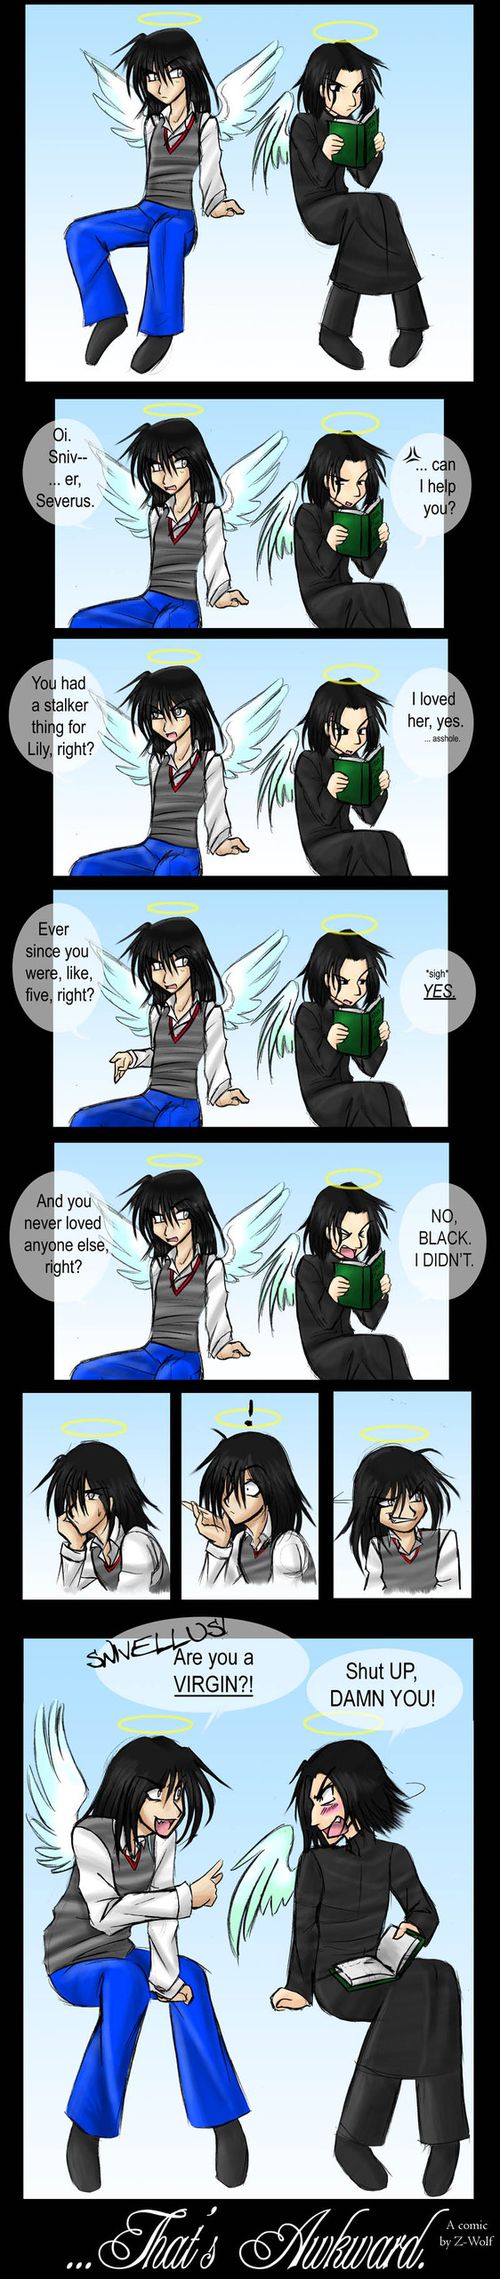 Oi.
Sniv--
... er,
Severus.
... can
I help
you?
You had
a stalker
thing for
Lily, right?
I loved
her, yes.
... asshole.
Ever
since you
were, like,
five, right?
*sigh*
YES.
And you
never loved
anyone else,
right?
NO,
BLACK.
I DIDN'T.
!
SNIVELLUS!
Are you a
VIRGIN?!
Shut UP,
DAMN YOU!
...That's Awkward.
A comic
by Z-Wolf